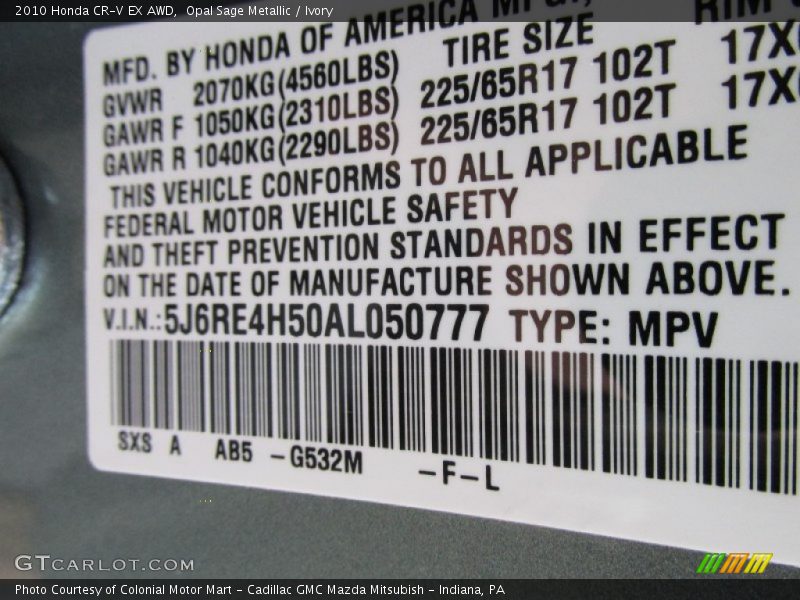 2010 Honda CR-V EX AWD,  Opal Sage Metallic / Ivory
MFD. BY HONDA OF AMERICA MFG.,
TIRE SIZE RIM
GVWR 2070KG(4560LBS)
GAWR F 1050KG(2310LBS) 225/65R17 102T 17X
GAWR R 1040KG(2290LBS) 225/65R17 102T 17X
THIS VEHICLE CONFORMS TO ALL APPLICABLE
FEDERAL MOTOR VEHICLE SAFETY
AND THEFT PREVENTION STANDARDS IN EFFECT
ON THE DATE OF MANUFACTURE SHOWN ABOVE.
V.I.N.:5J6RE4H50AL050777 TYPE: MPV
SXS A AB5 -G532M -F-L
GTCARLOT.COM
Photo Courtesy of Colonial Motor Mart - Cadillac GMC Mazda Mitsubish - Indiana, PA